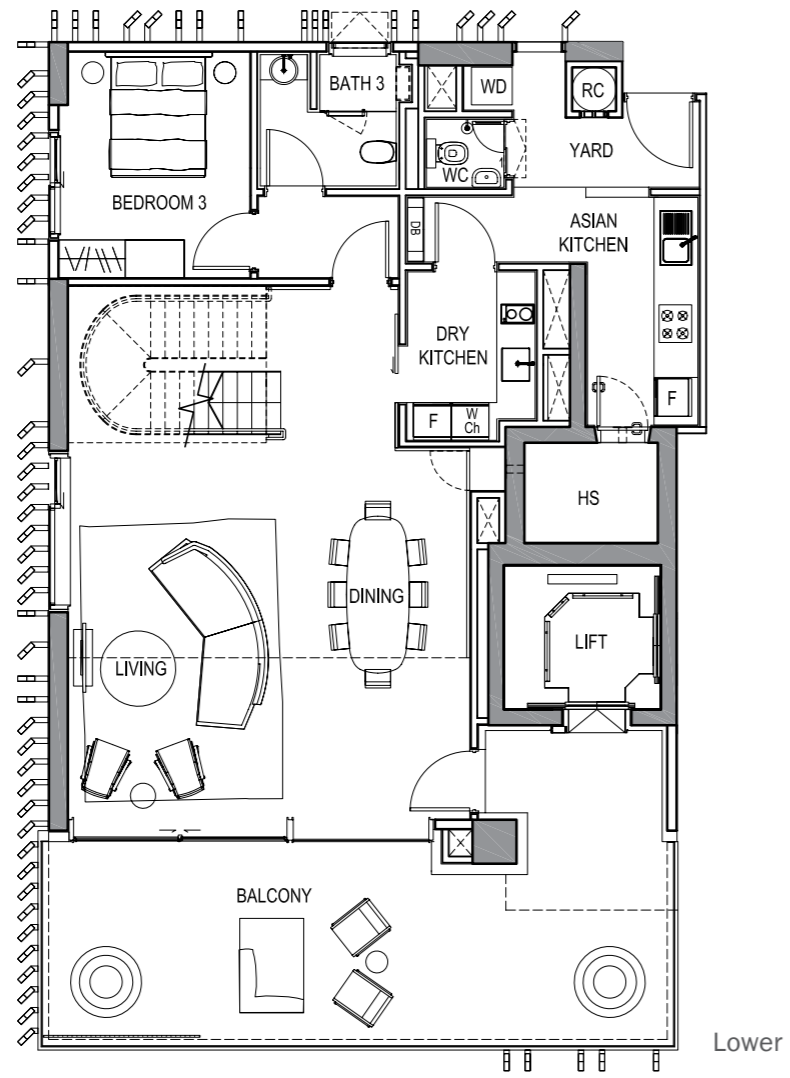 BATH 3
WD
RC
YARD
WC
BEDROOM 3
DB
ASIAN
KITCHEN
DRY
KITCHEN
F
F
W
Ch
HS
DINING
LIFT
LIVING
BALCONY
Lower